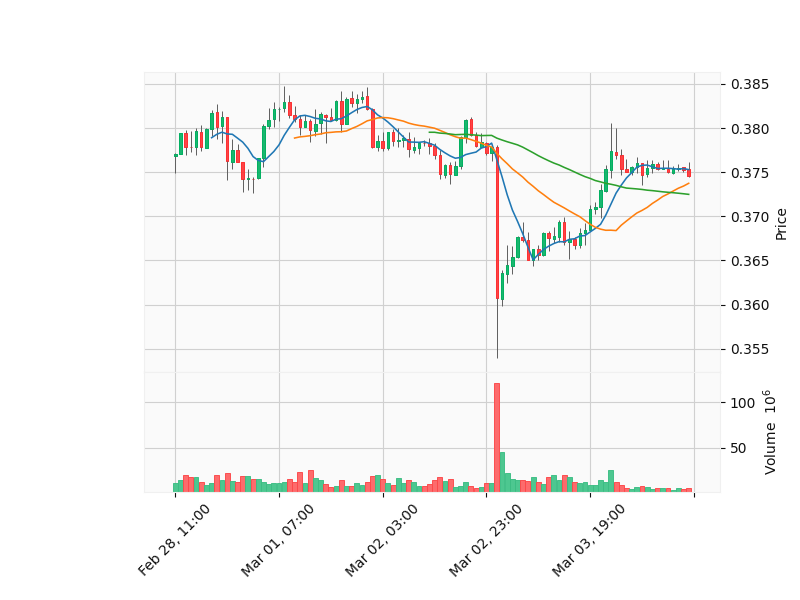 0.385
0.380
0.375
0.370
0.365
0.360
0.355
Price
100
50
Volume 10⁶
Feb 28, 11:00
Mar 01, 07:00
Mar 02, 03:00
Mar 02, 23:00
Mar 03, 19:00